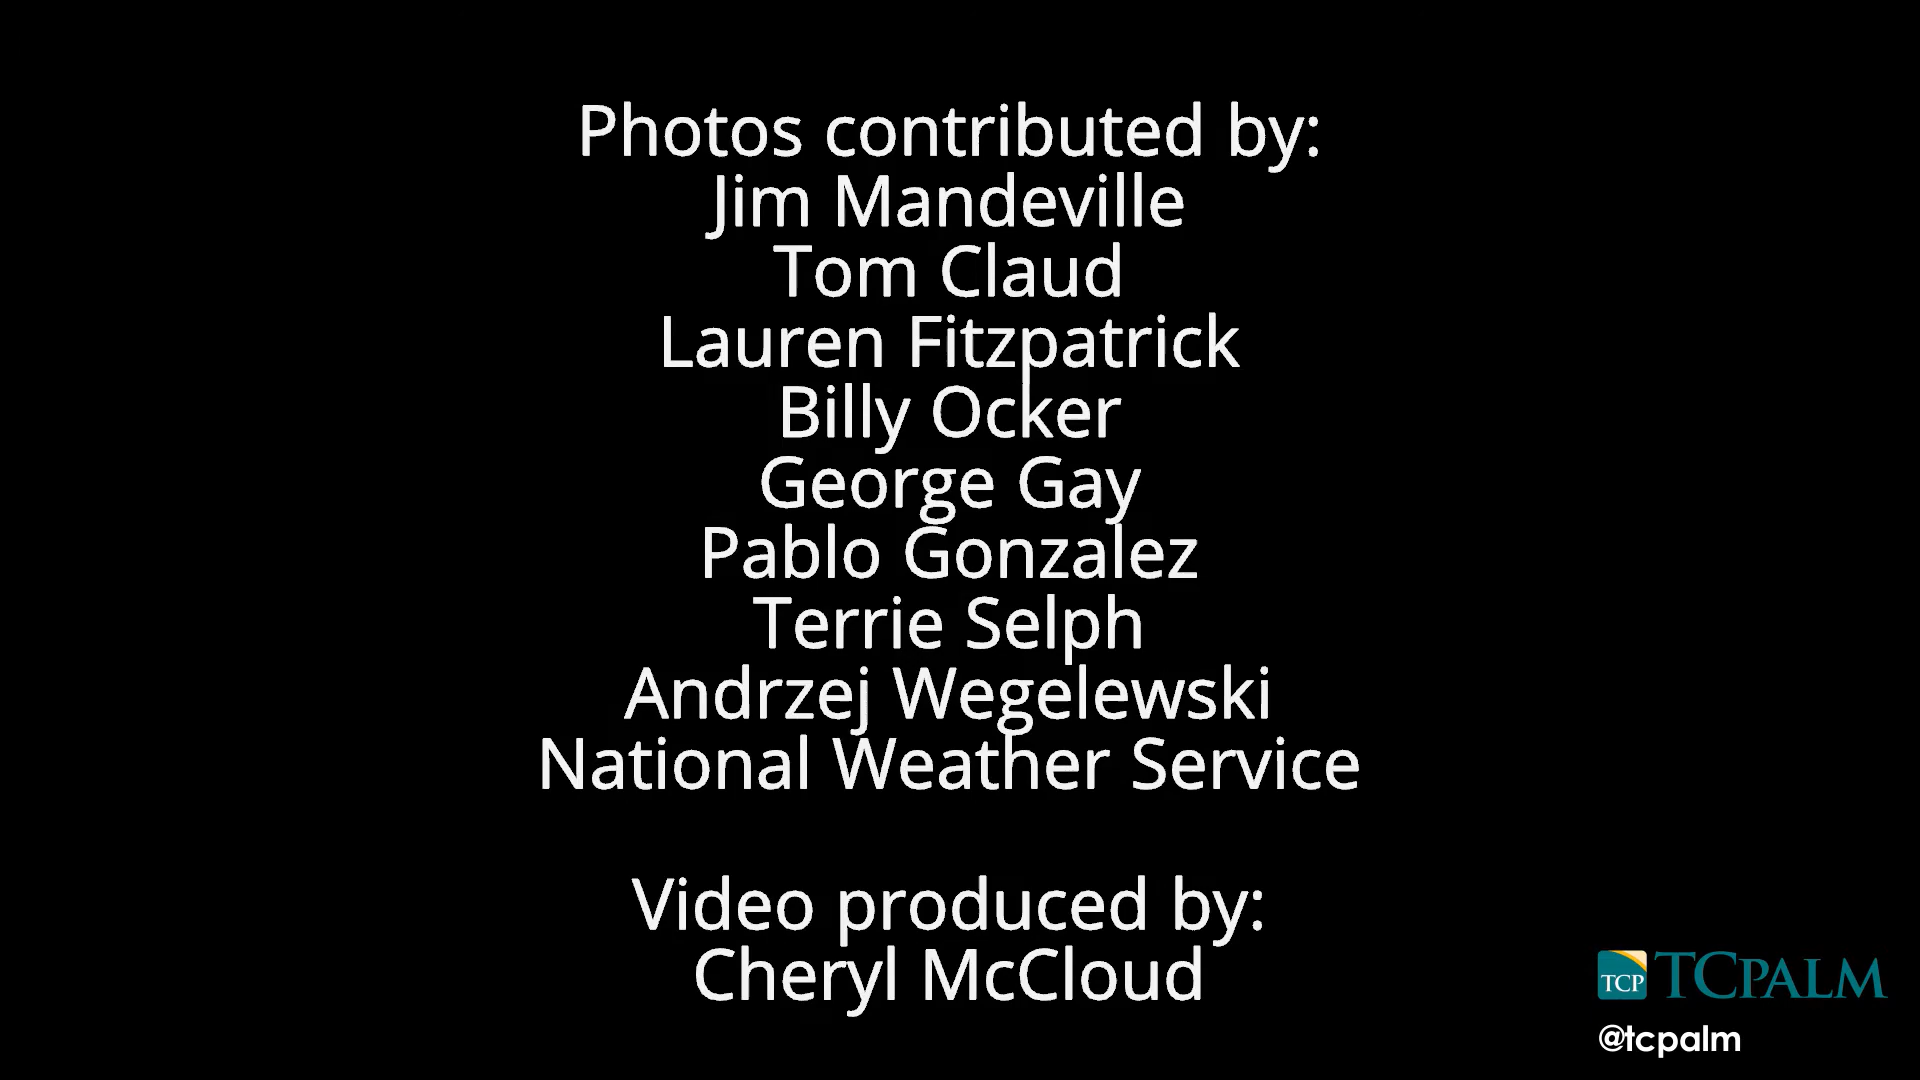 Photos contributed by:
Jim Mandeville
Tom Claud
Lauren Fitzpatrick
Billy Ocker
George Gay
Pablo Gonzalez
Terrie Selph
Andrzej Wegelewski
National Weather Service
Video produced by:
Cheryl McCloud
TCP TCPALM
@tcpalm